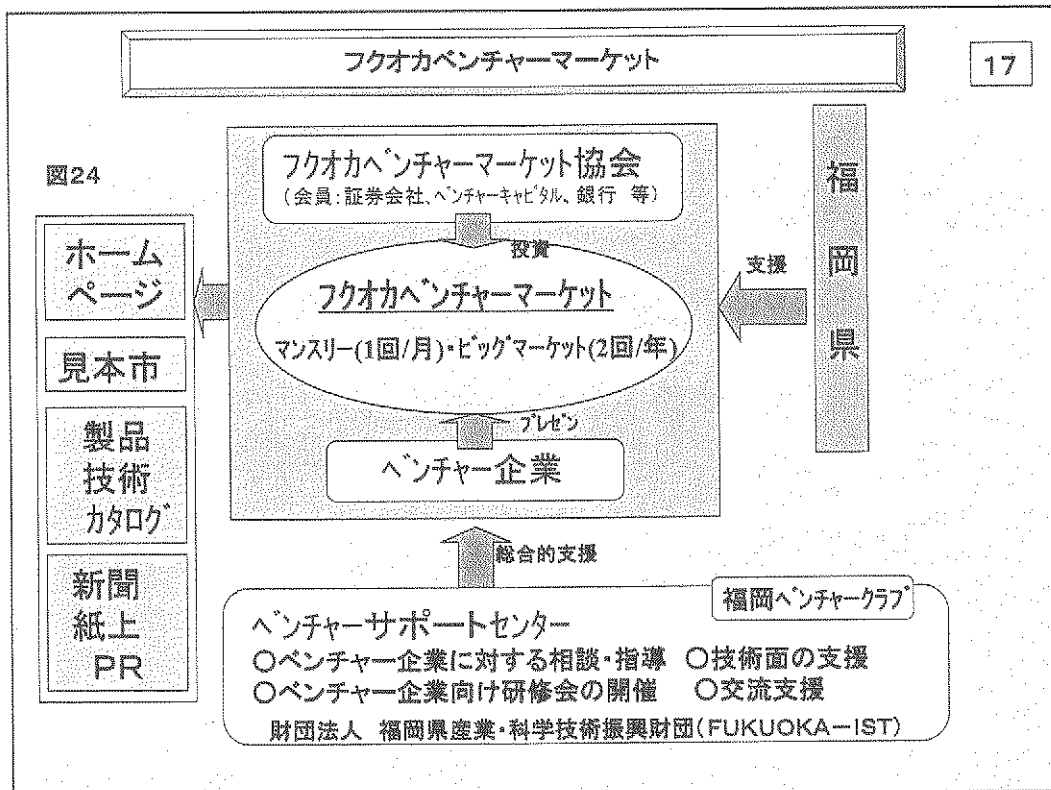 フクオカベンチャーマーケット
17
図24
フクオカベンチャーマーケット協会
(会員:証券会社、ベンチャーキャピタル、銀行 等)
投資
フクオカベンチャーマーケット
マンスリー(1回/月)・ビッグマーケット(2回/年)
プレゼン
ベンチャー企業
福
岡
県
支援
ホーム
ページ
見本市
製品
技術
カタログ
新聞
紙上
PR
総合的支援
福岡ベンチャークラブ
ベンチャーサポートセンター
○ベンチャー企業に対する相談・指導 ○技術面の支援
○ベンチャー企業向け研修会の開催 ○交流支援
財団法人 福岡県産業・科学技術振興財団(FUKUOKA-IST)